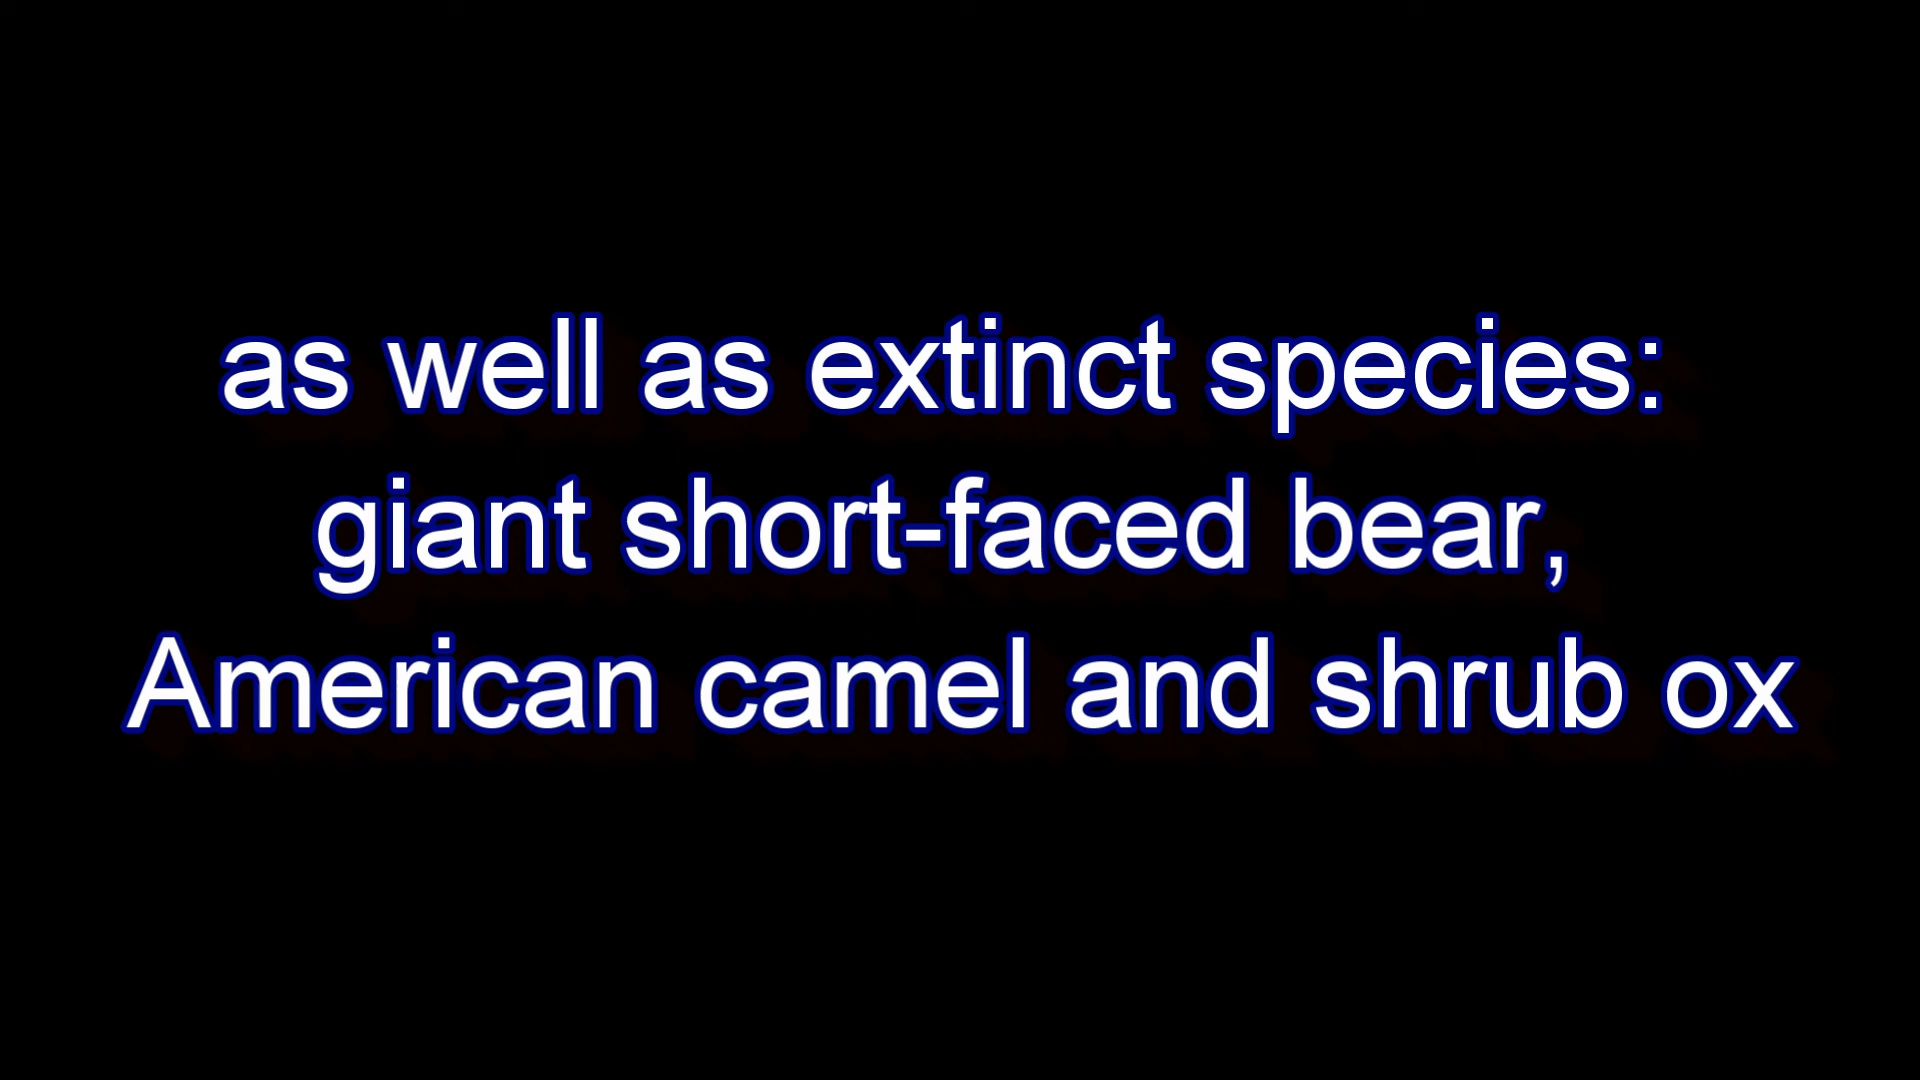 as well as extinct species:
giant short-faced bear,
American camel and shrub ox